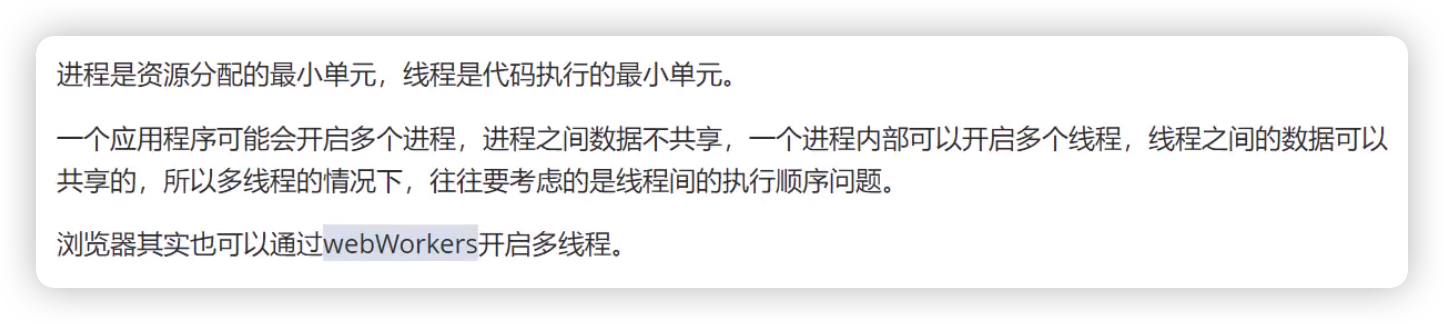 进程是资源分配的最小单元，线程是代码执行的最小单元。
一个应用程序可能会开启多个进程，进程之间数据不共享，一个进程内部可以开启多个线程，线程之间的数据可以
共享的，所以多线程的情况下，往往要考虑的是线程间的执行顺序问题。
浏览器其实也可以通过webWorkers开启多线程。